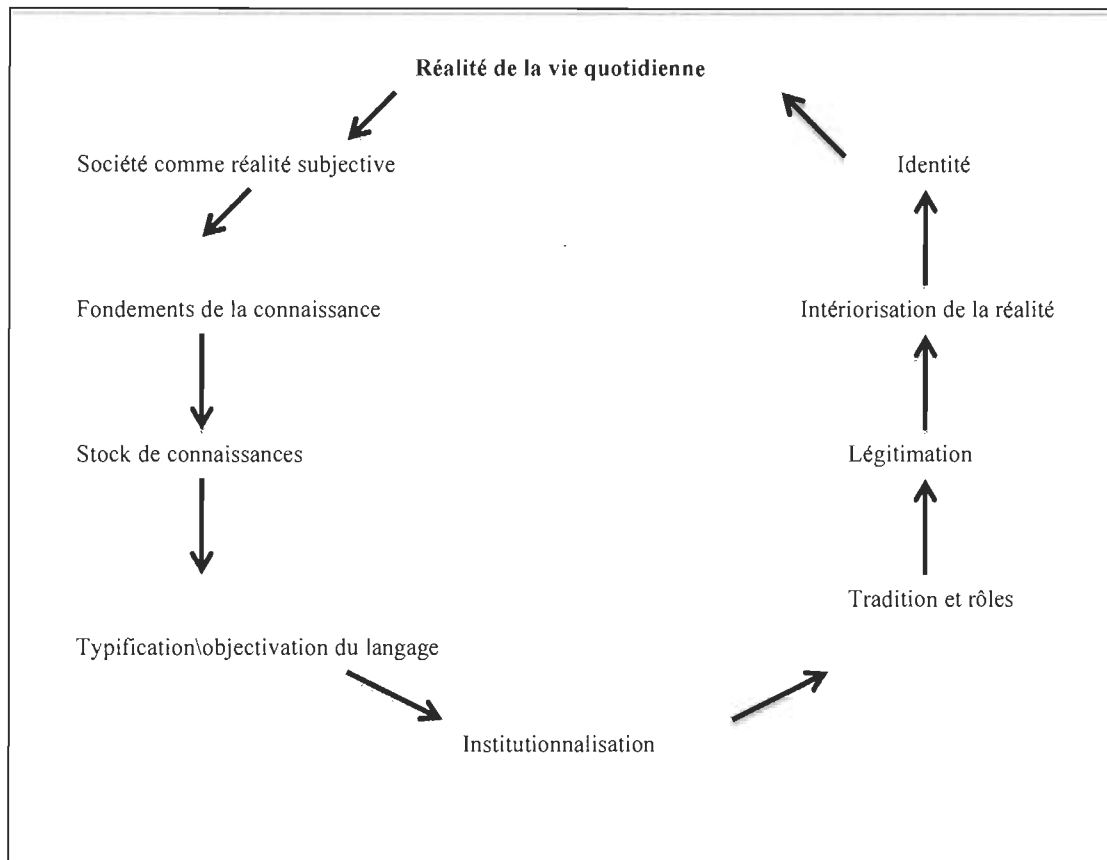 Réalité de la vie quotidienne
Société comme réalité subjective
Identité
Fondements de la connaissance
Intériorisation de la réalité
Stock de connaissances
Légitimation
Tradition et rôles
Typification\objectivation du langage
Institutionnalisation